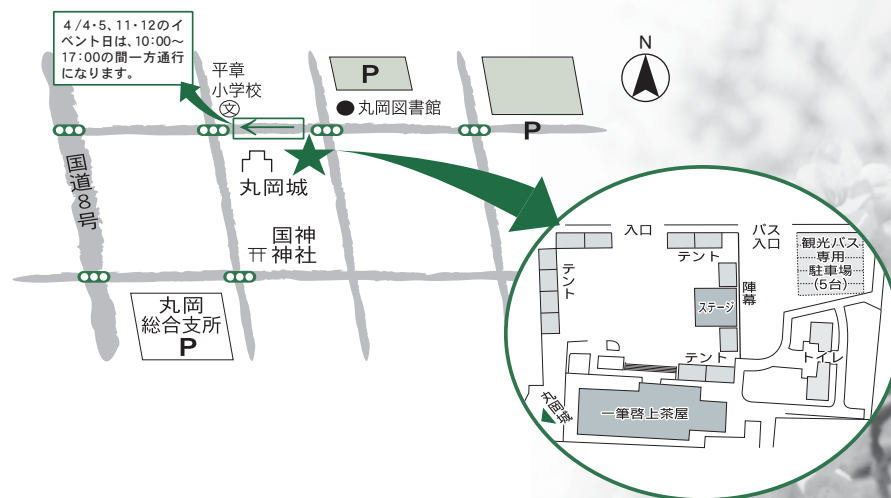 4/4・5、11・12のイ
ベント日は、10:00〜
17:00の間一方通行
になります。
平章
小学校
文
P
丸岡図書館
P
N
国道8号
丸岡城
国神
神社
丸岡
総合支所
P
入口
バス
入口
テント
テント
観光バス
専用
駐車場
(5台)
陣幕
ステージ
テント
トイレ
一筆啓上茶屋
丸岡城